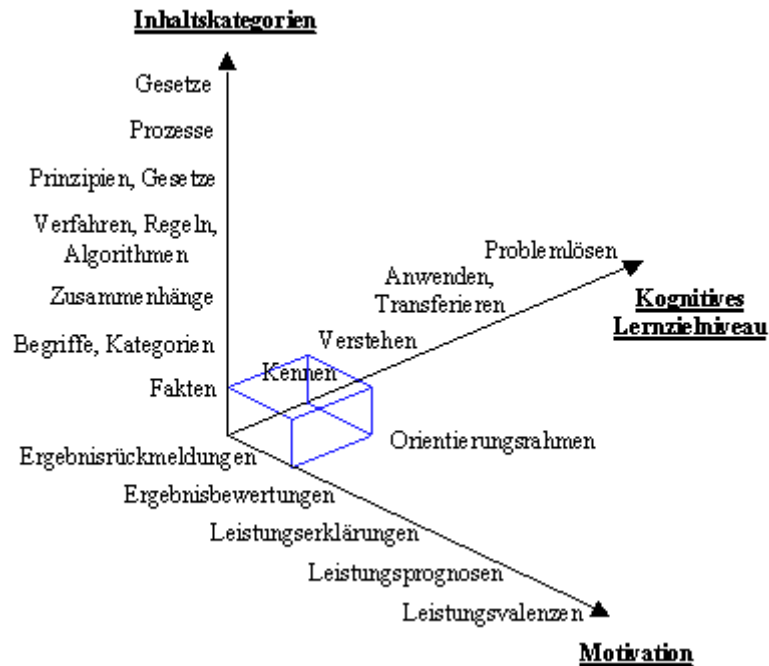 Inhaltskategorien
Gesetze
Prozesse
Prinzipien, Gesetze
Verfahren, Regeln,
Algorithmen
Zusammenhänge
Begriffe, Kategorien
Fakten
Problemlösen
Anwenden,
Transferieren
Verstehen
Kennen
Kognitives
Lernzielniveau
Orientierungsrahmen
Ergebnisrückmeldungen
Ergebnisbewertungen
Leistungserklärungen
Leistungsprognosen
Leistungsvalenzen
Motivation